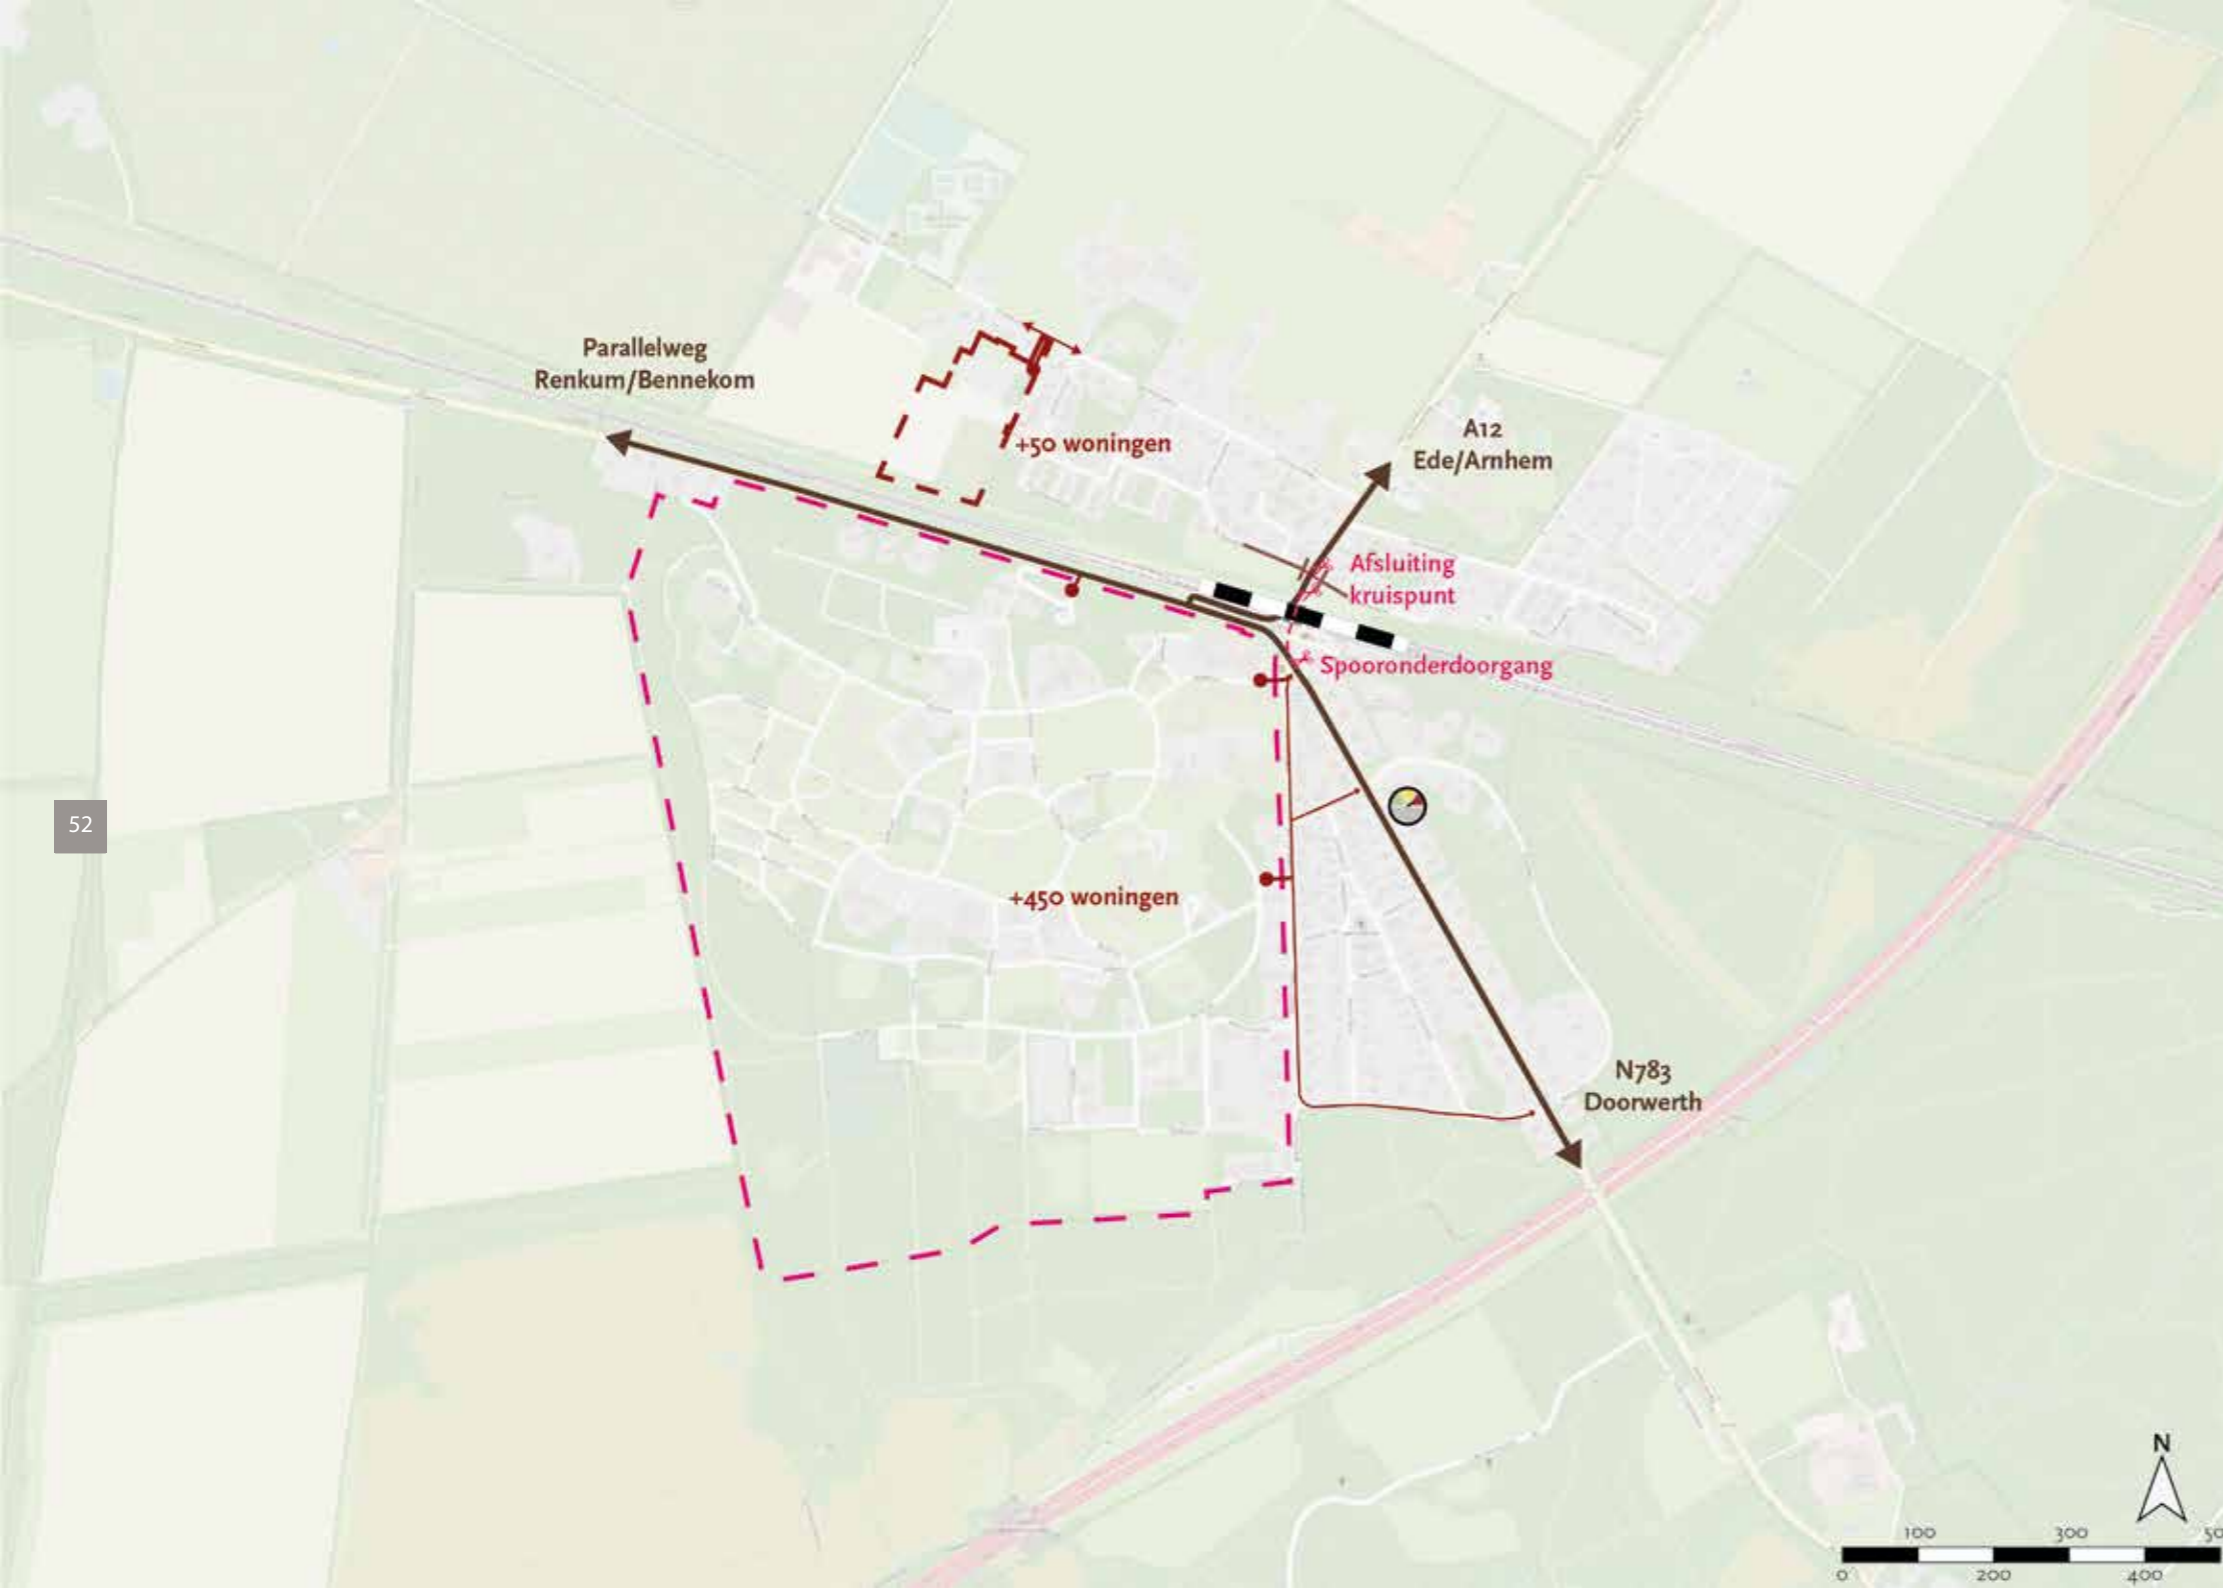 Parallelweg
Renkum/Bennekom
+50 woningen
A12
Ede/Arnhem
Afsluiting
kruispunt
Spooronderdoorgang
52
+450 woningen
N783
Doorwerth
N
100 300
0 200 400